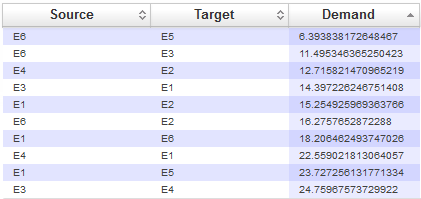 Source Target Demand
E6 E5 6.393838172648467
E6 E3 11.495346365250423
E4 E2 12.715821470965219
E3 E1 14.397226246751408
E1 E2 15.254925969363766
E6 E2 16.2757652872288
E1 E6 18.206462493747026
E4 E1 22.559021813064057
E1 E5 23.727256131771334
E3 E4 24.75967573729922